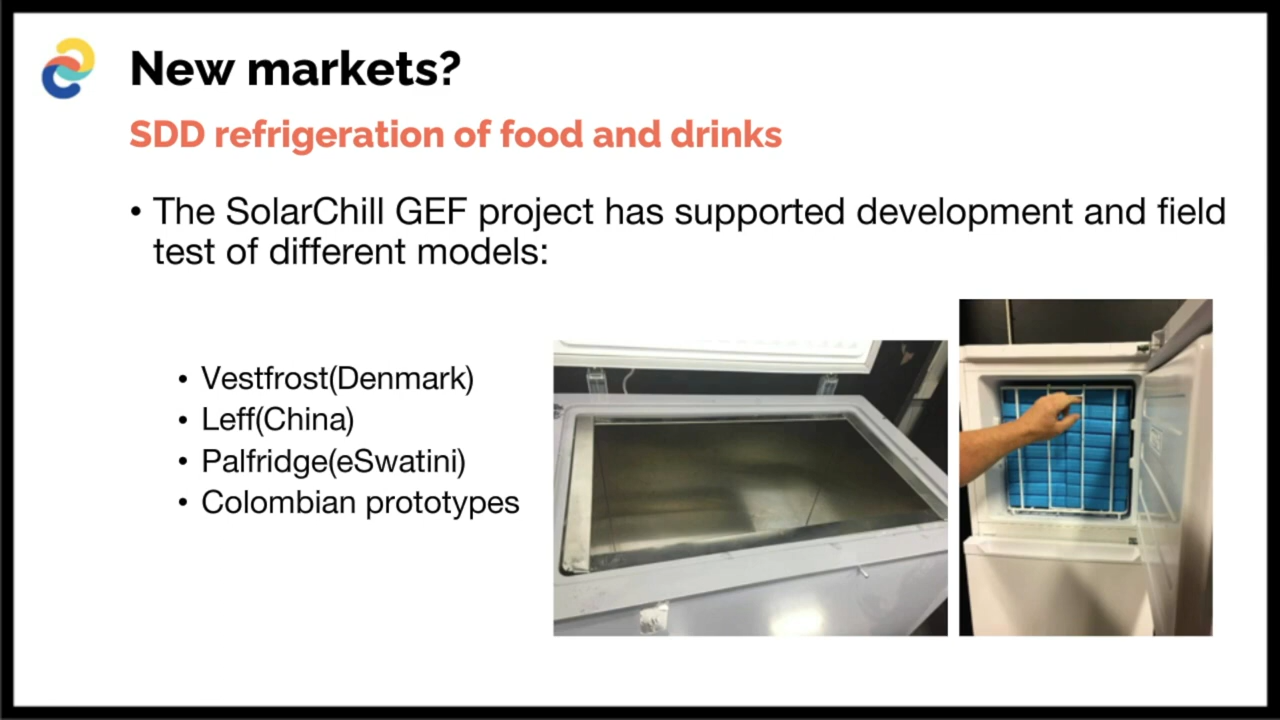 New markets?
SDD refrigeration of food and drinks
• The SolarChill GEF project has supported development and field
test of different models:
• Vestfrost(Denmark)
• Leff(China)
• Palfridge(eSwatini)
• Colombian prototypes